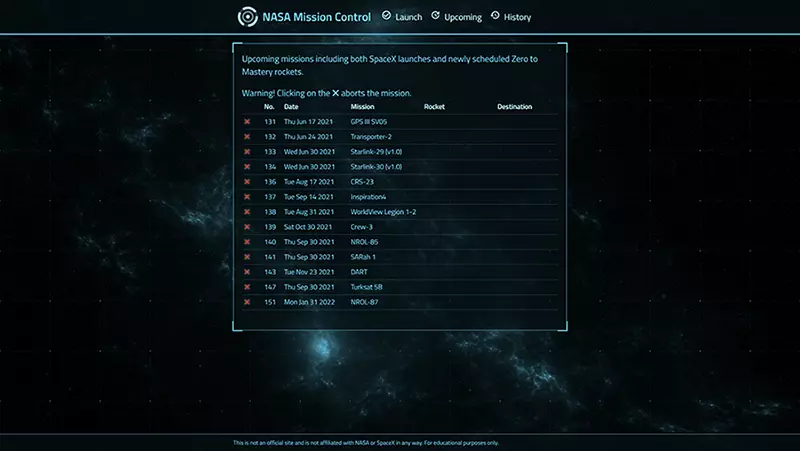 NASA Mission Control Launch Upcoming History
Upcoming missions including both SpaceX launches and newly scheduled Zero to
Mastery rockets.
Warning! Clicking on the ✕ aborts the mission.
No. Date Mission Rocket Destination
✖ 131 Thu Jun 17 2021 GPS III SV05
✖ 132 Thu Jun 24 2021 Transporter-2
✖ 133 Wed Jun 30 2021 Starlink-29 (v1.0)
✖ 134 Wed Jun 30 2021 Starlink-30 (v1.0)
✖ 136 Tue Aug 17 2021 CRS-23
✖ 137 Tue Sep 14 2021 Inspiration4
✖ 138 Tue Aug 31 2021 WorldView Legion 1-2
✖ 139 Sat Oct 30 2021 Crew-3
✖ 140 Thu Sep 30 2021 NROL-85
✖ 141 Thu Sep 30 2021 SARah 1
✖ 143 Tue Nov 23 2021 DART
✖ 147 Thu Sep 30 2021 Turksat 5B
✖ 151 Mon Jan 31 2022 NROL-87
This is not an official site and is not affiliated with NASA or SpaceX in any way. For educational purposes only.